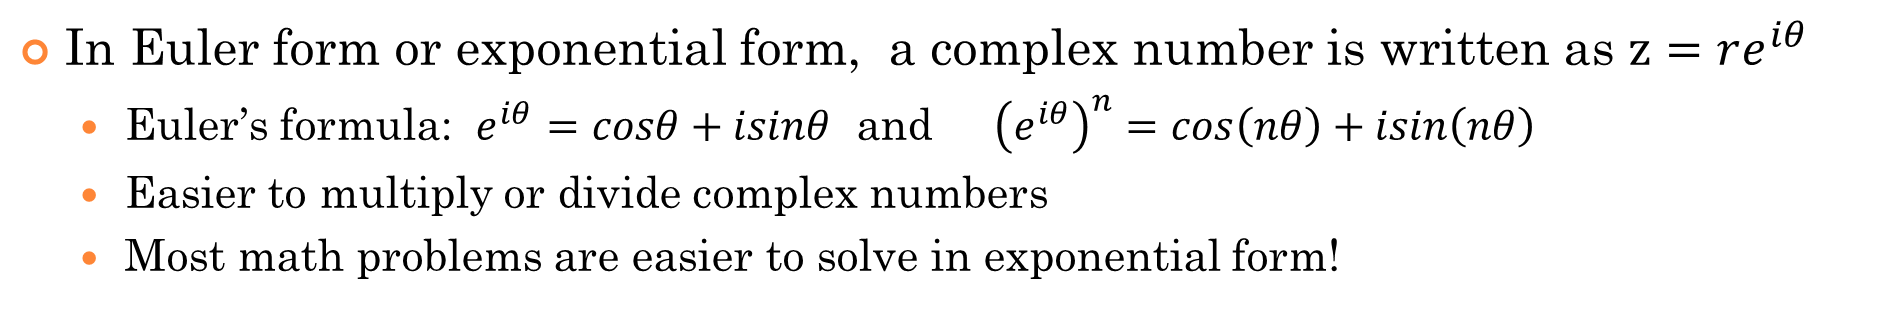 In Euler form or exponential form, a complex number is written as z = 𝑟𝑒^{𝑖𝜃}
Euler’s formula: 𝑒^{𝑖𝜃} = 𝑐𝑜𝑠𝜃 + 𝑖𝑠𝑖𝑛𝜃 and (𝑒^{𝑖𝜃})^𝑛 = 𝑐𝑜𝑠(𝑛𝜃) + 𝑖𝑠𝑖𝑛(𝑛𝜃)
Easier to multiply or divide complex numbers
Most math problems are easier to solve in exponential form!